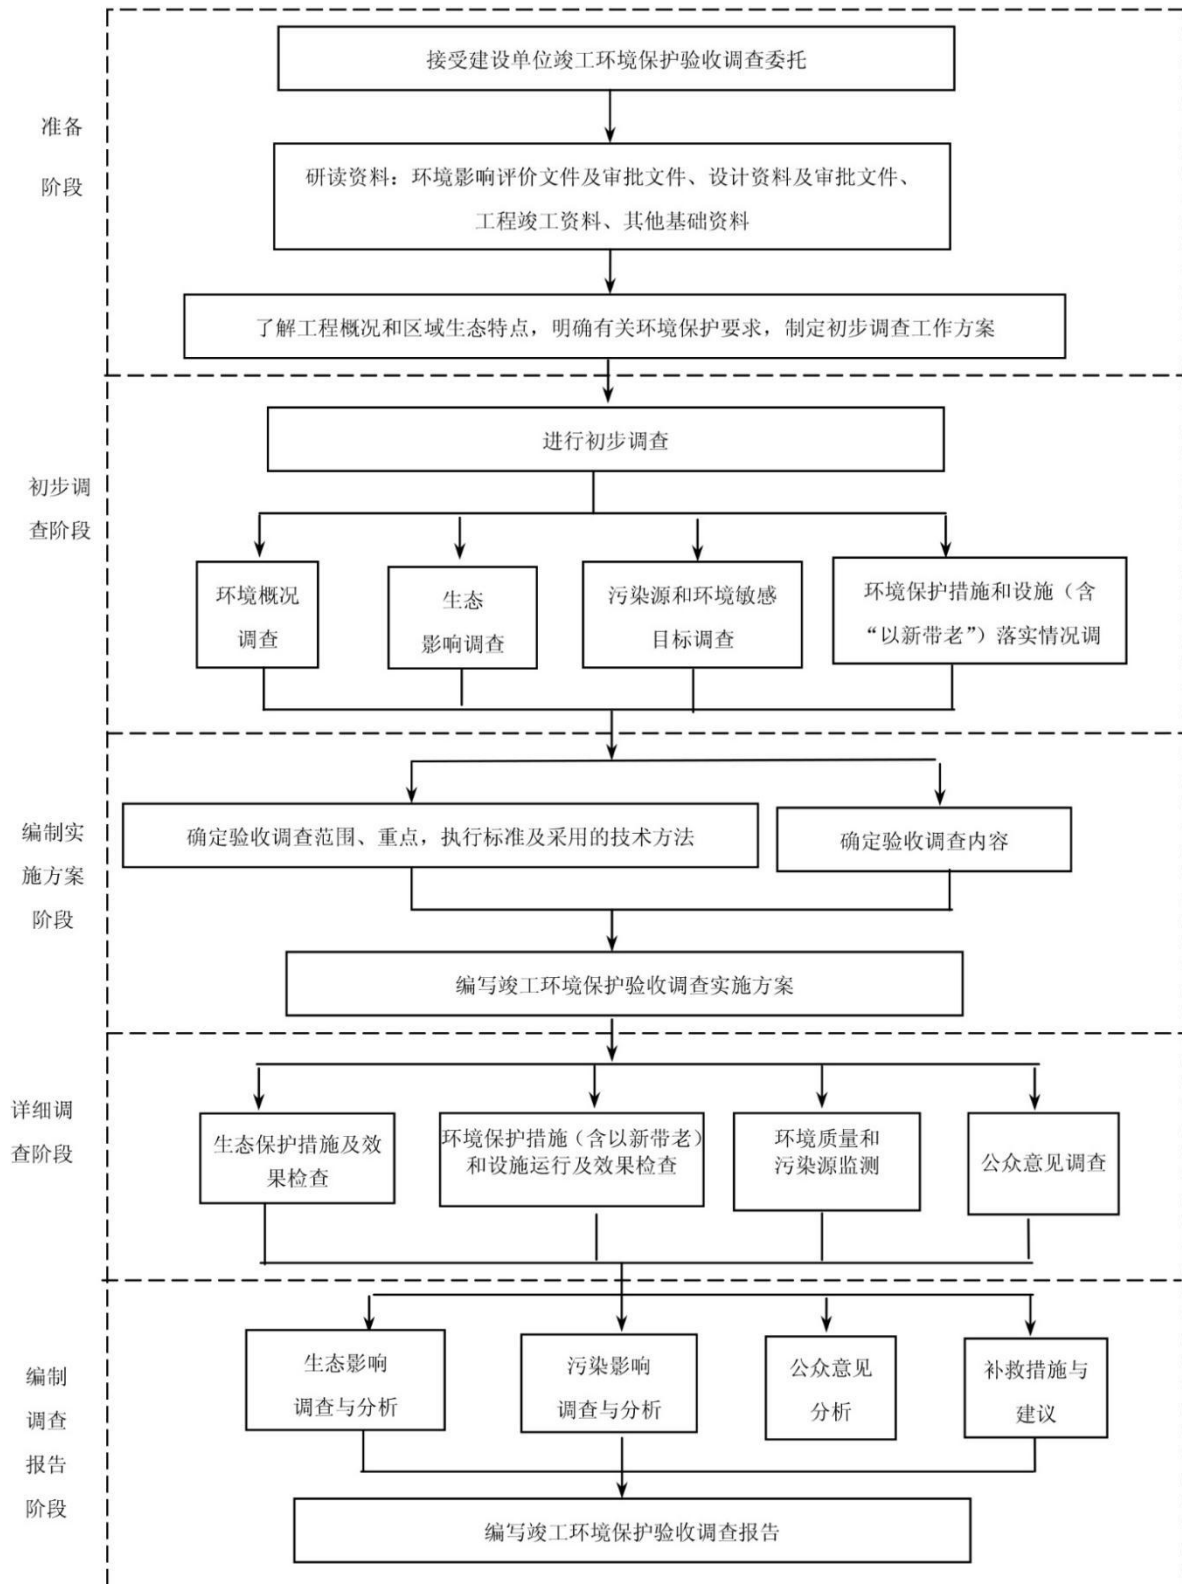 接受建设单位竣工环境保护验收调查委托
准备
阶段
研读资料：环境影响评价文件及审批文件、设计资料及审批文件、
工程竣工资料、其他基础资料
了解工程概况和区域生态特点，明确有关环境保护要求，制定初步调查工作方案
进行初步调查
初步调
查阶段
环境概况
调查
生态
影响调查
污染源和环境敏感
目标调查
环境保护措施和设施（含
“以新带老”）落实情况调
编制实
施方案
阶段
确定验收调查范围、重点，执行标准及采用的技术方法
确定验收调查内容
编写竣工环境保护验收调查实施方案
详细调
查阶段
生态保护措施及效
果检查
环境保护措施（含以新带老）
和设施运行及效果检查
环境质量和
污染源监测
公众意见调查
编制
调查
报告
阶段
生态影响
调查与分析
污染影响
调查与分析
公众意见
分析
补救措施与
建议
编写竣工环境保护验收调查报告